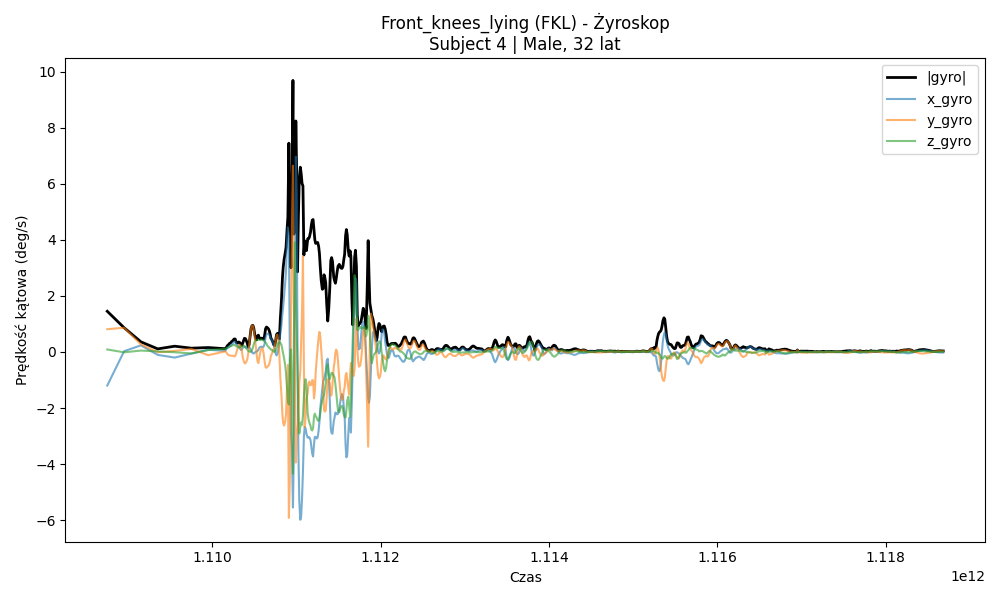 Front_knees_lying (FKL) - Żyroskop
Subject 4 | Male, 32 lat
|gyro|
x_gyro
y_gyro
z_gyro
Prędkość kątowa (deg/s)
10
8
6
4
2
0
−2
−4
−6
1.110
1.112
1.114
1.116
1.118
1e12
Czas